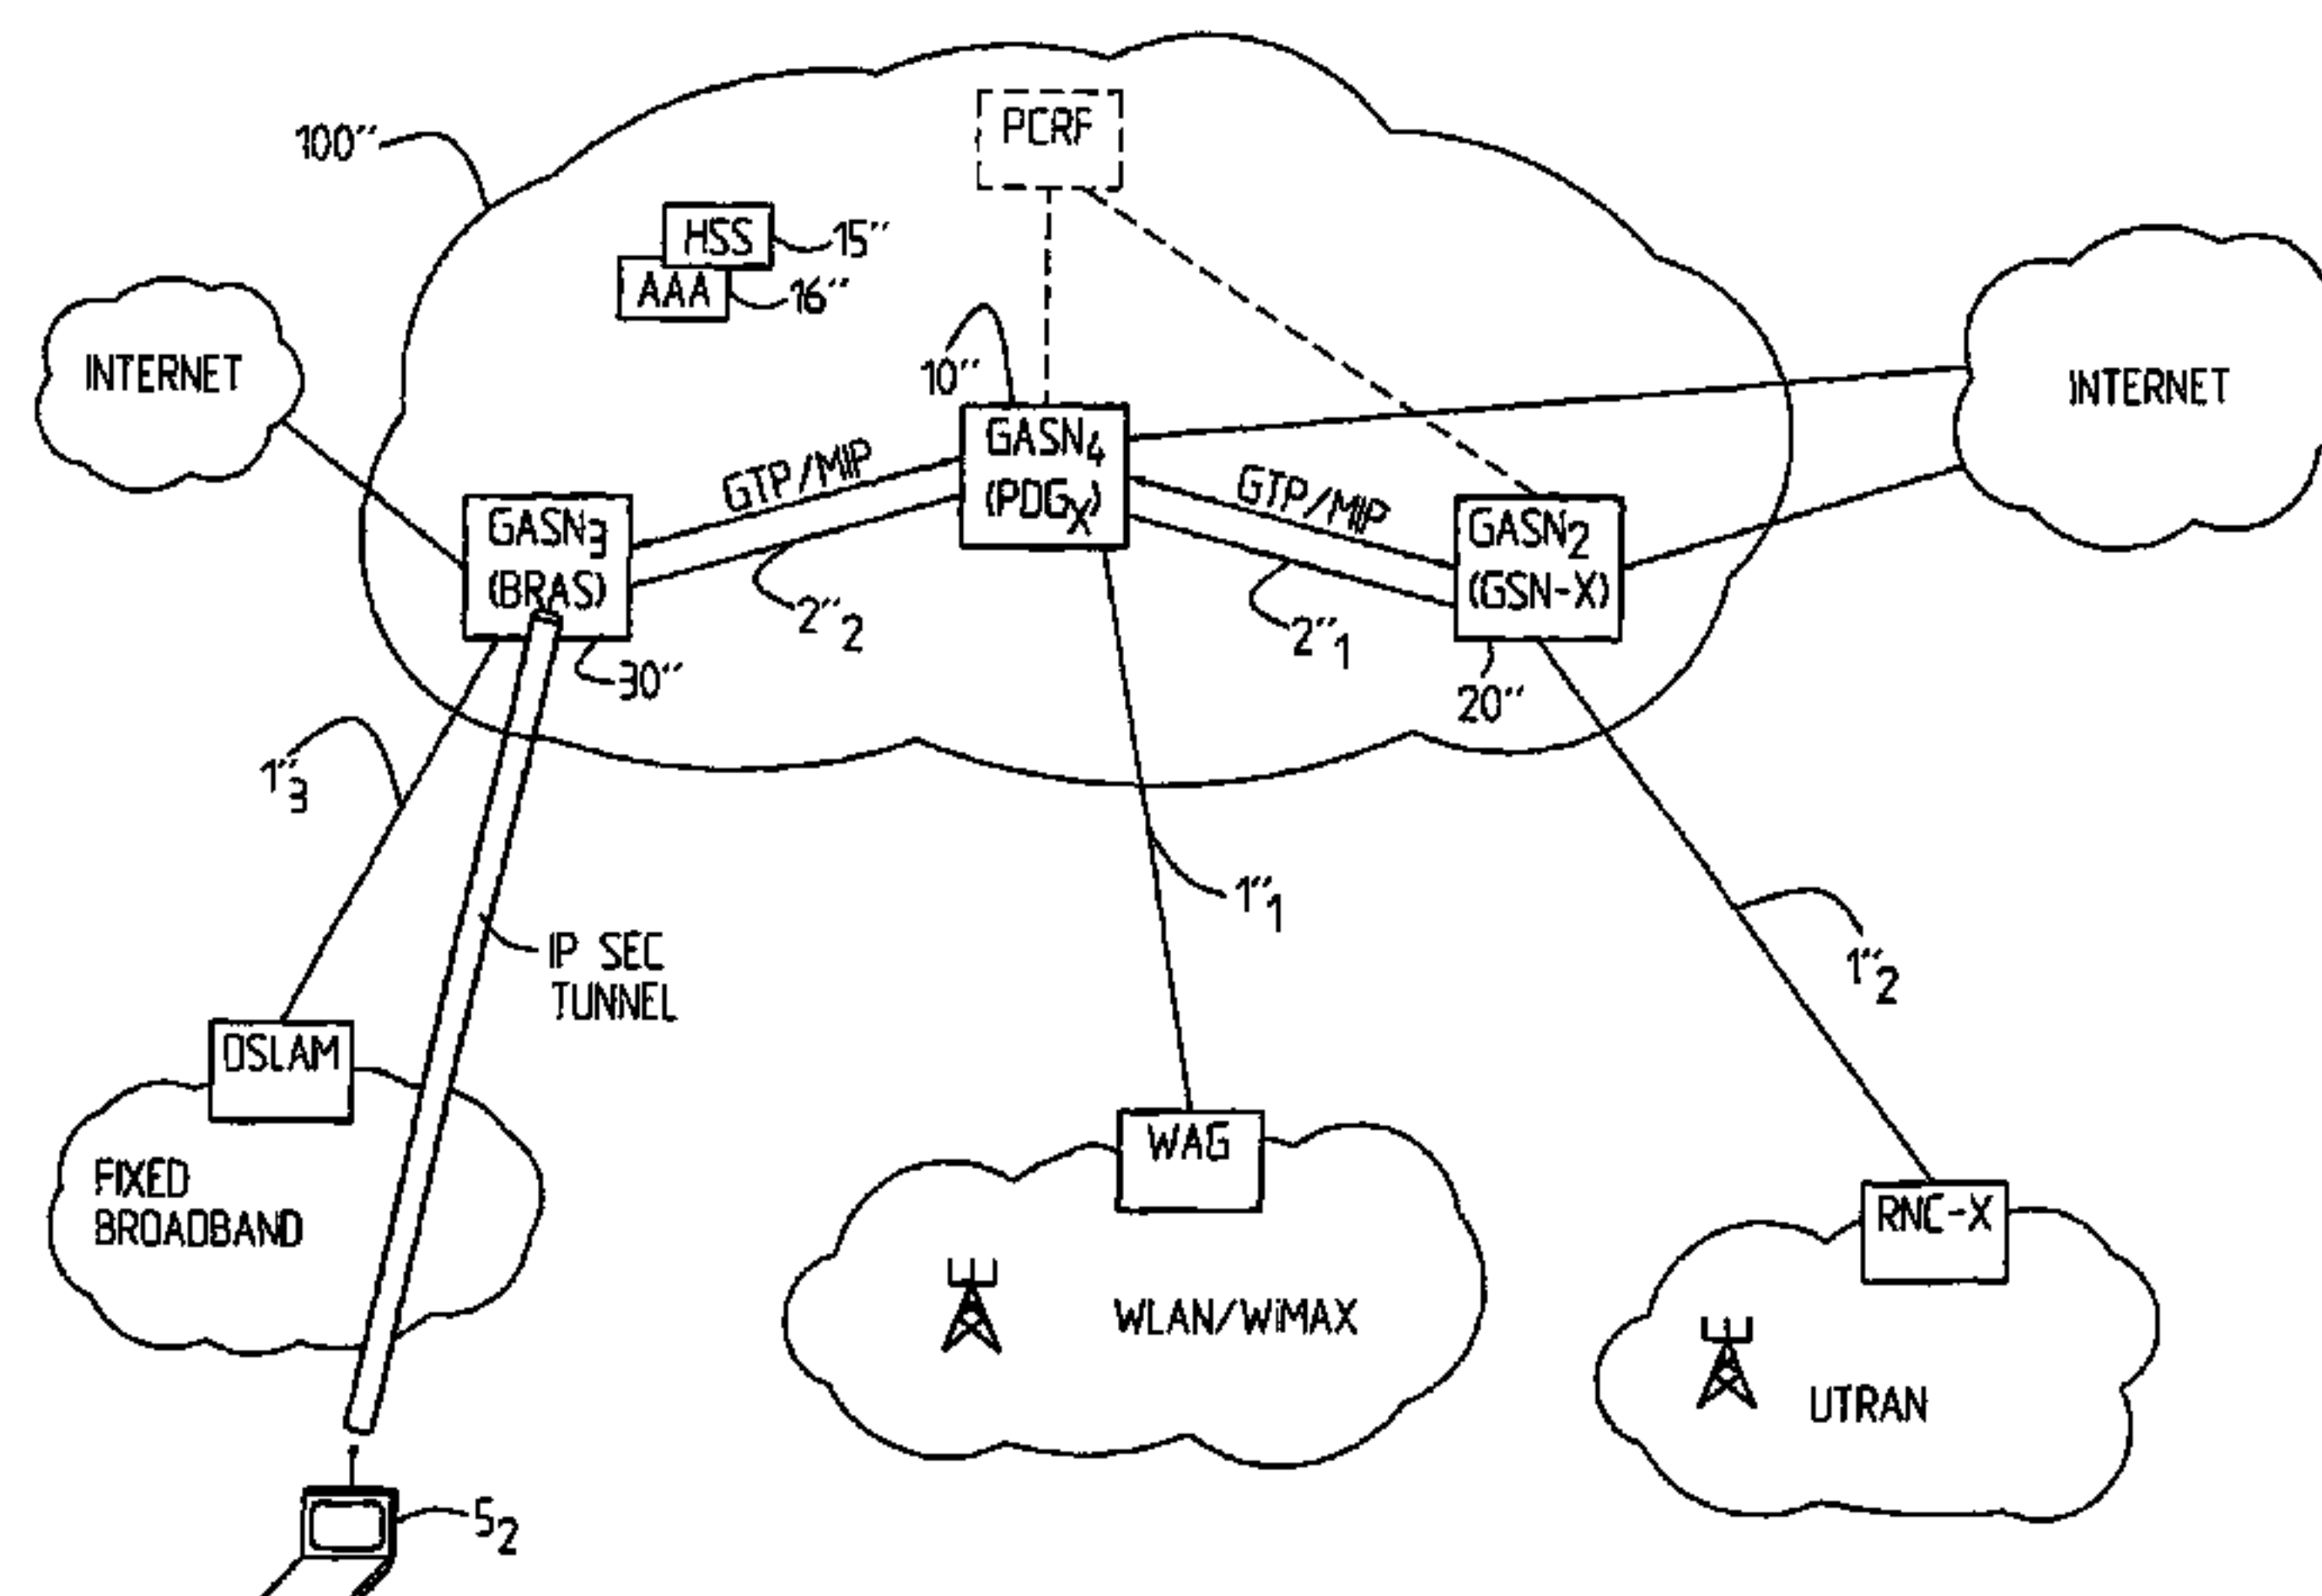 PCRF
100"
HSS
15"
AAA
16"
10"
INTERNET
INTERNET
GASN4
(PDGX)
GTP/MIP
GTP/MIP
GASN3
(BRAS)
GASN2
(GSN-X)
2"2
2"1
30"
20"
1"3
1"1
IP SEC
TUNNEL
1"2
DSLAM
WAG
FIXED
BROADBAND
RNC-X
WLAN/WiMAX
UTRAN
52